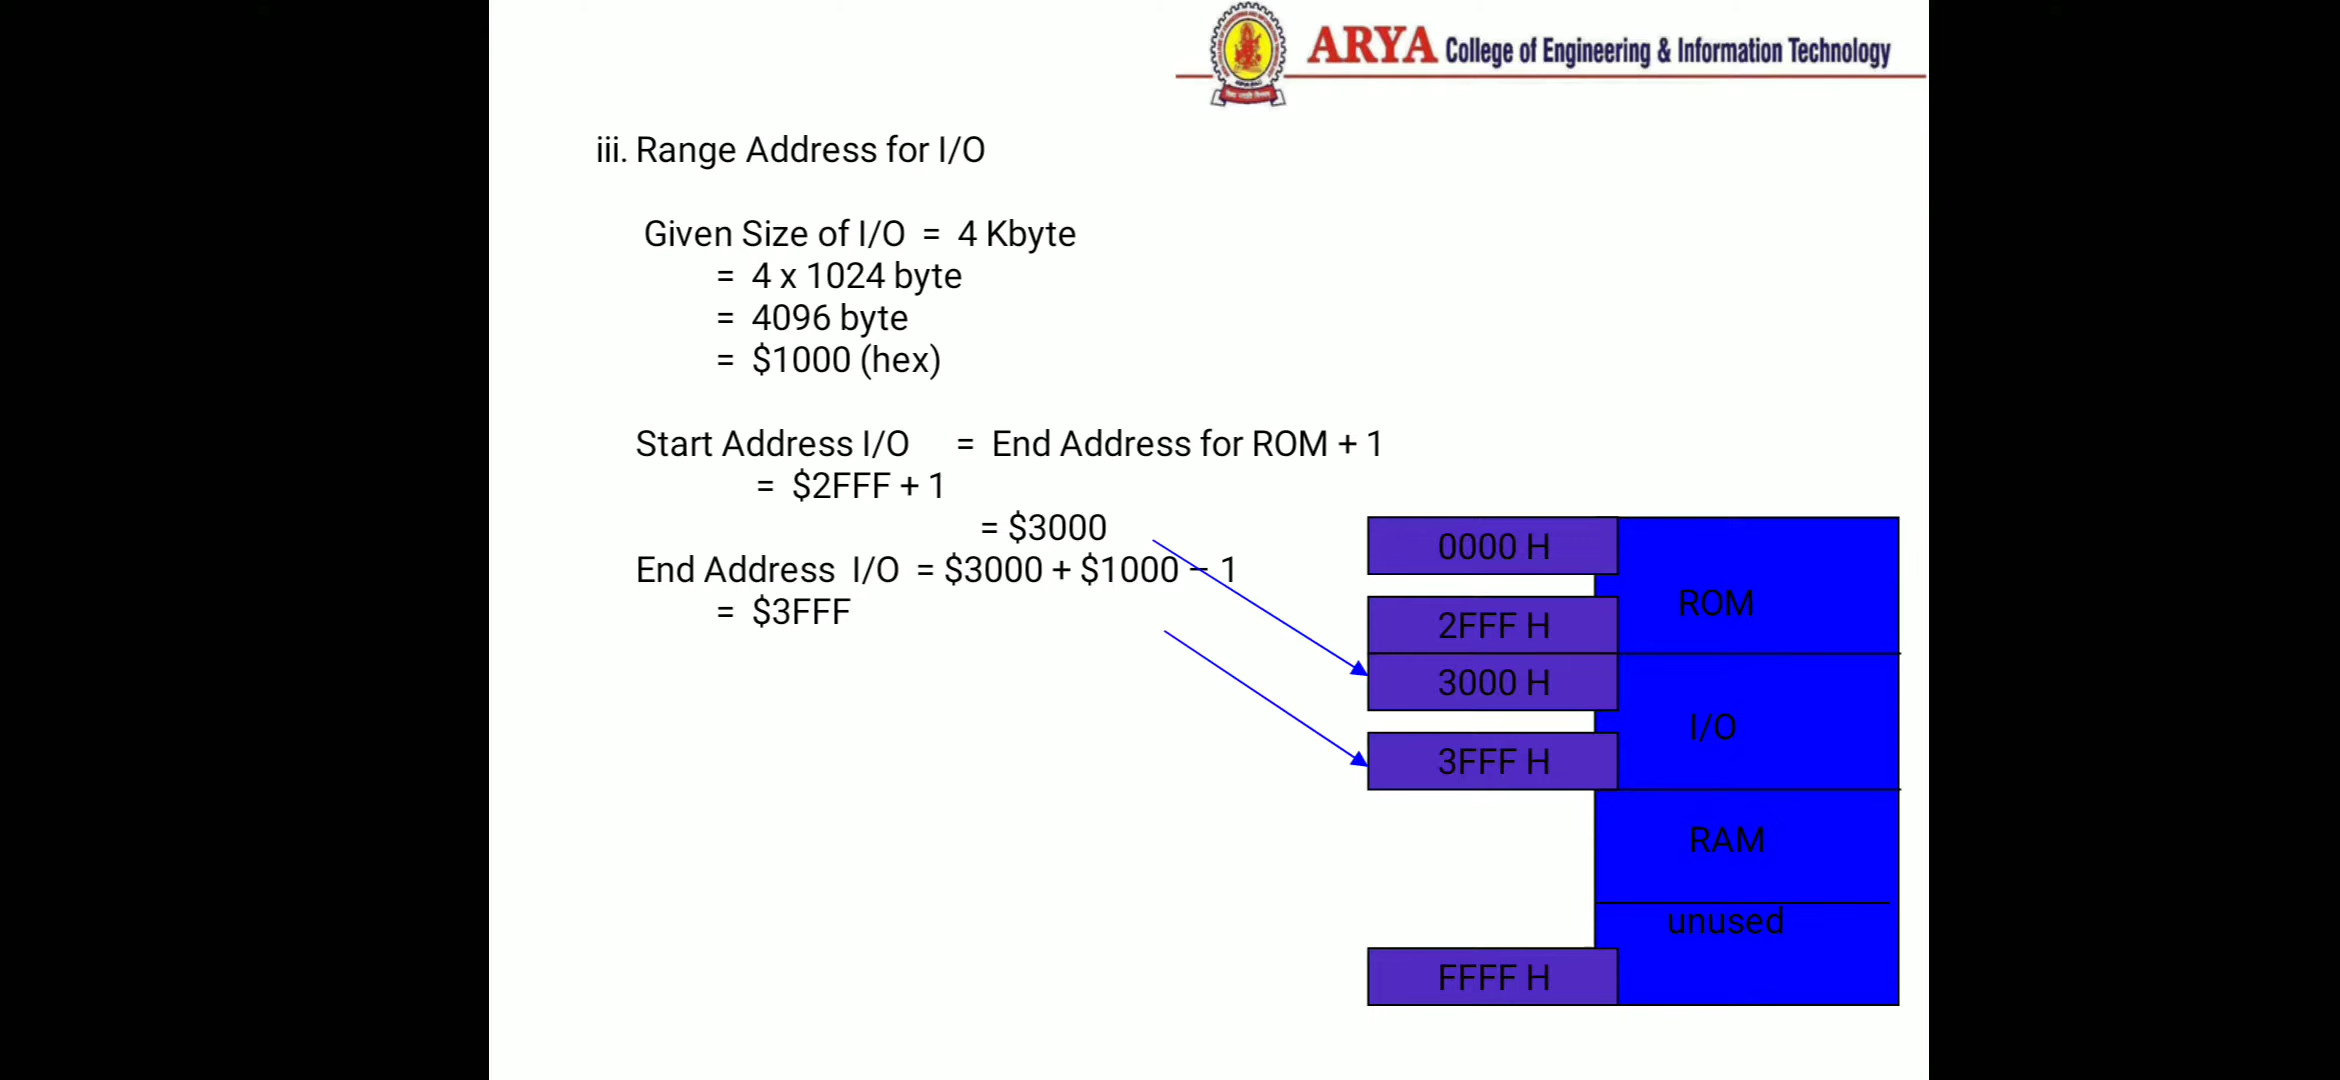 ARYA College of Engineering & Information Technology
iii. Range Address for I/O
Given Size of I/O = 4 Kbyte
= 4 x 1024 byte
= 4096 byte
= $1000 (hex)
Start Address I/O = End Address for ROM + 1
= $2FFF + 1
= $3000
End Address I/O = $3000 + $1000 – 1
= $3FFF
0000 H
ROM
2FFF H
3000 H
I/O
3FFF H
RAM
unused
FFFF H